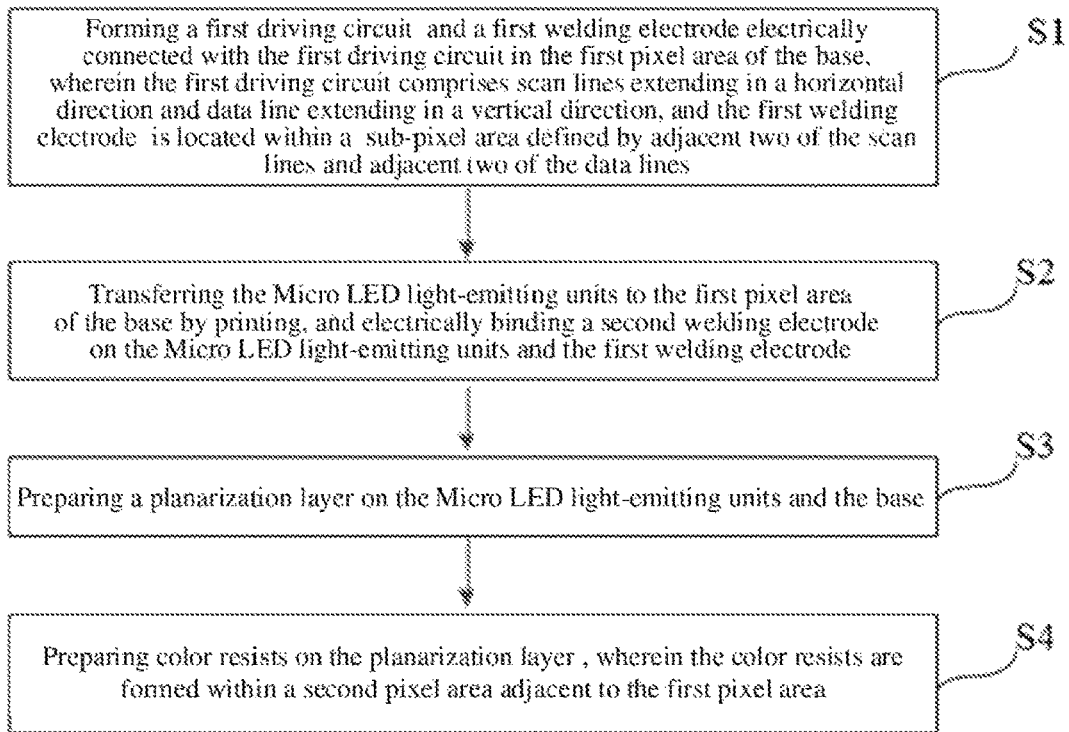 Forming a first driving circuit and a first welding electrode electrically
connected with the first driving circuit in the first pixel area of the base,
wherein the first driving circuit comprises scan lines extending in a horizontal
direction and data line extending in a vertical direction, and the first welding
electrode is located within a sub-pixel area defined by adjacent two of the scan
lines and adjacent two of the data lines
S1
Transferring the Micro LED light-emitting units to the first pixel area
of the base by printing, and electrically binding a second welding electrode
on the Micro LED light-emitting units and the first welding electrode
S2
Preparing a planarization layer on the Micro LED light-emitting units and the base
S3
Preparing color resists on the planarization layer , wherein the color resists are
formed within a second pixel area adjacent to the first pixel area
S4